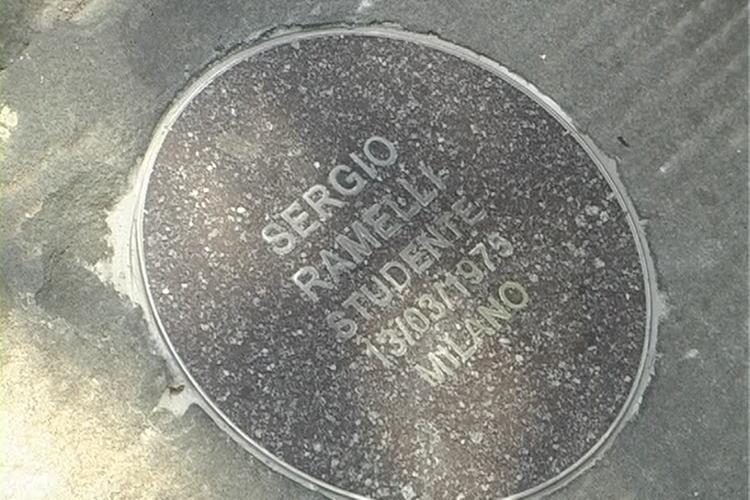 SERGIO
RAMELLI
STUDENTE
13/03/1975
MILANO